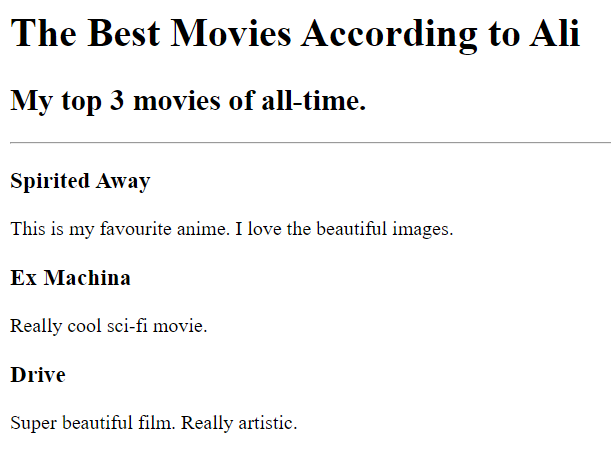 The Best Movies According to Ali
My top 3 movies of all-time.
Spirited Away
This is my favourite anime. I love the beautiful images.
Ex Machina
Really cool sci-fi movie.
Drive
Super beautiful film. Really artistic.